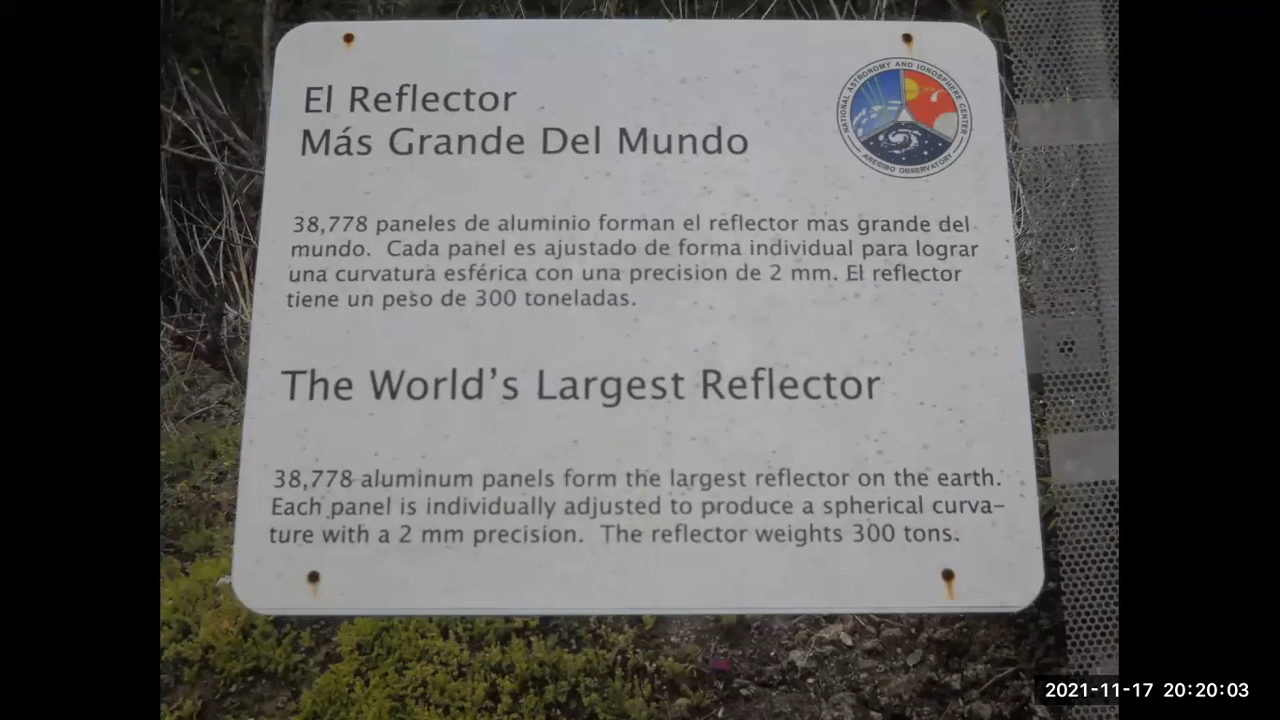 El Reflector
Más Grande Del Mundo
NATIONAL ASTRONOMY AND IONOSPHERE CENTER
ARECIBO OBSERVATORY
38,778 paneles de aluminio forman el reflector mas grande del
mundo. Cada panel es ajustado de forma individual para lograr
una curvatura esférica con una precision de 2 mm. El reflector
tiene un peso de 300 toneladas.
The World's Largest Reflector
38,778 aluminum panels form the largest reflector on the earth.
Each panel is individually adjusted to produce a spherical curva-
ture with a 2 mm precision. The reflector weights 300 tons.
2021-11-17 20:20:03